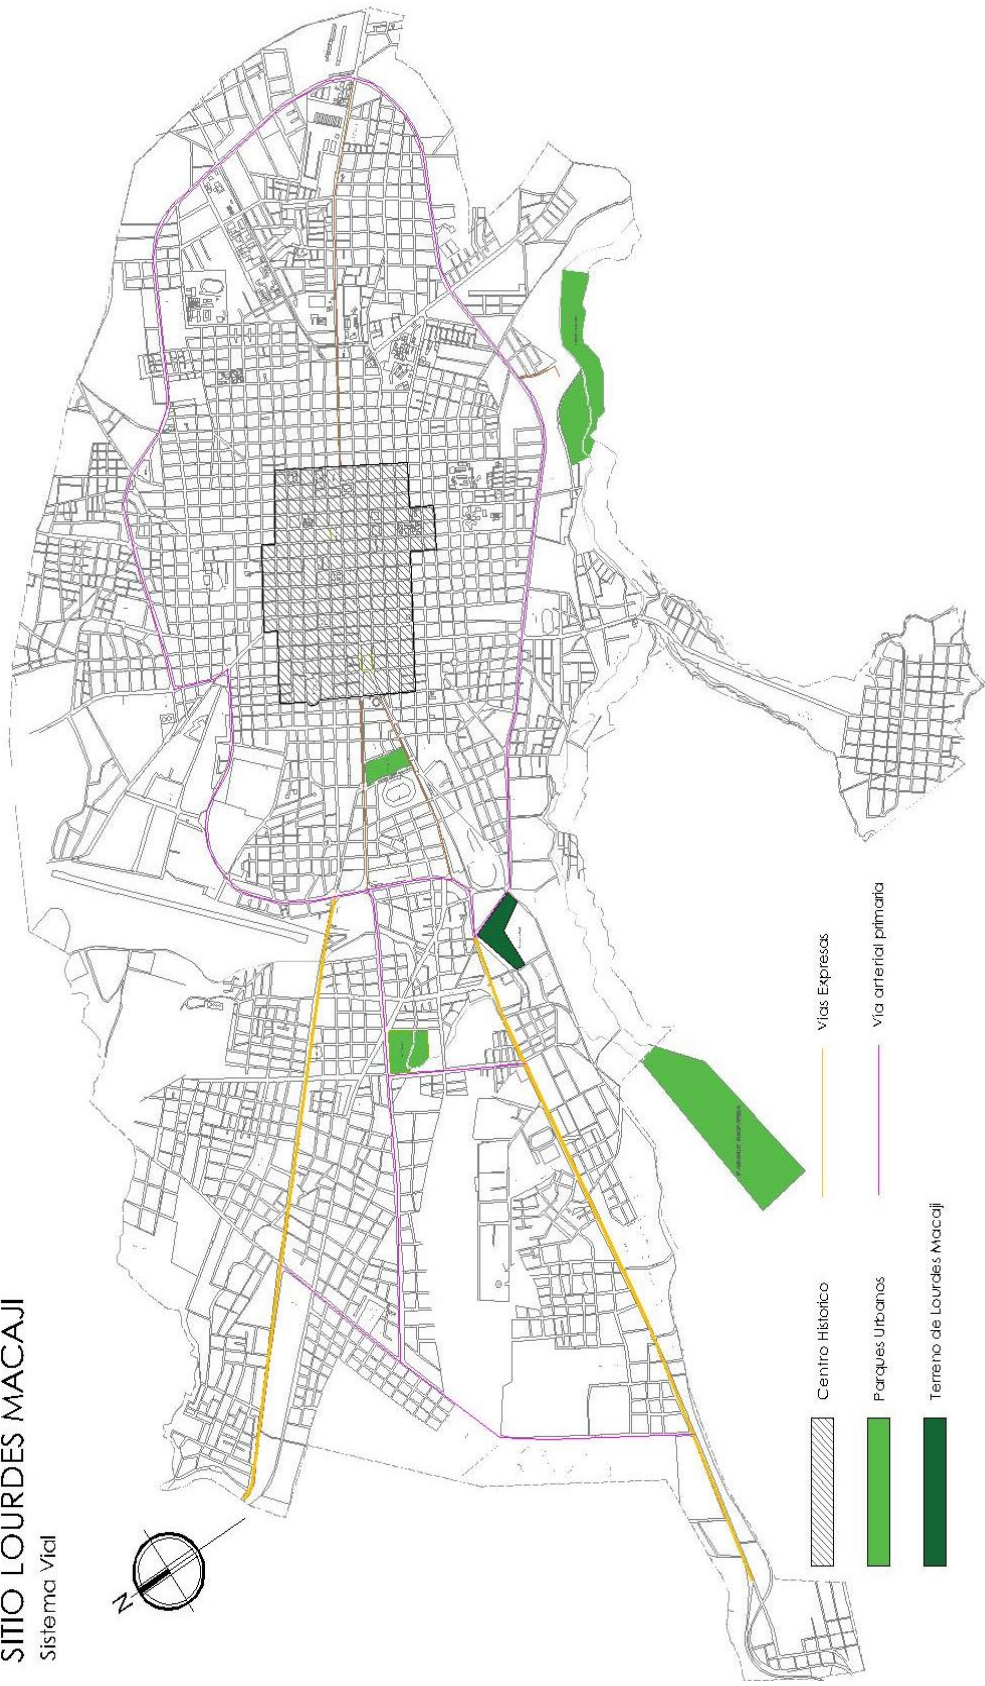 SITIO LOURDES MACAJI
Sistema Vial
N
Centro Historico
Parques Urbanos
Terreno de Lourdes Macaji
Vias Expresas
Via arterial primaria